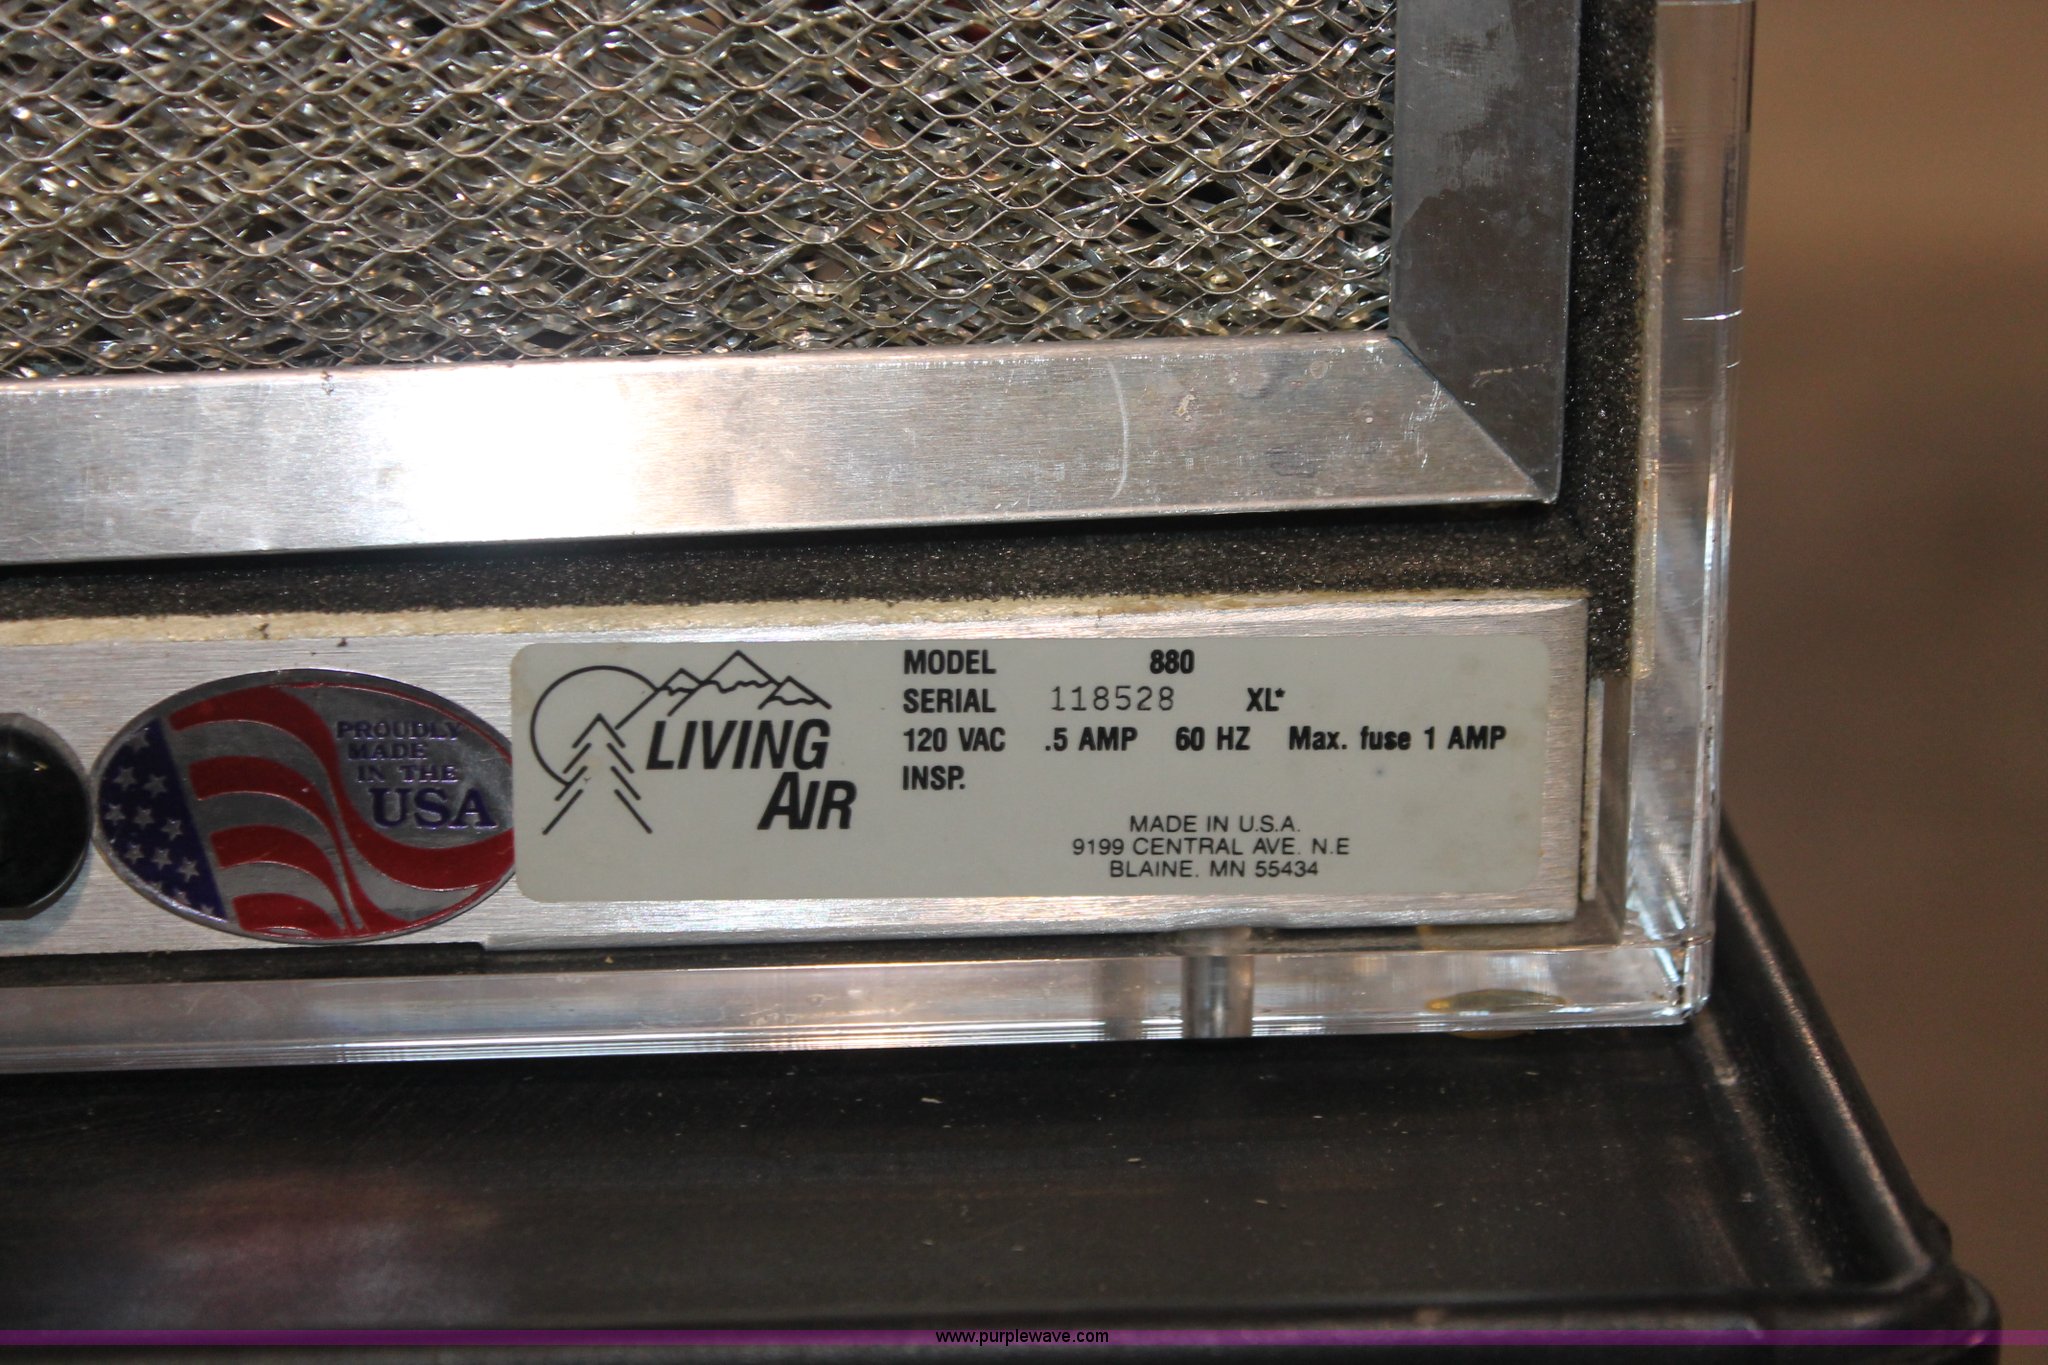 PROUDLY
MADE
IN THE
USA
LIVING
AIR
MODEL 880
SERIAL 118528 XL*
120 VAC .5 AMP 60 HZ Max. fuse 1 AMP
INSP.
MADE IN U.S.A.
9199 CENTRAL AVE. N.E
BLAINE. MN 55434
www.purplewave.com